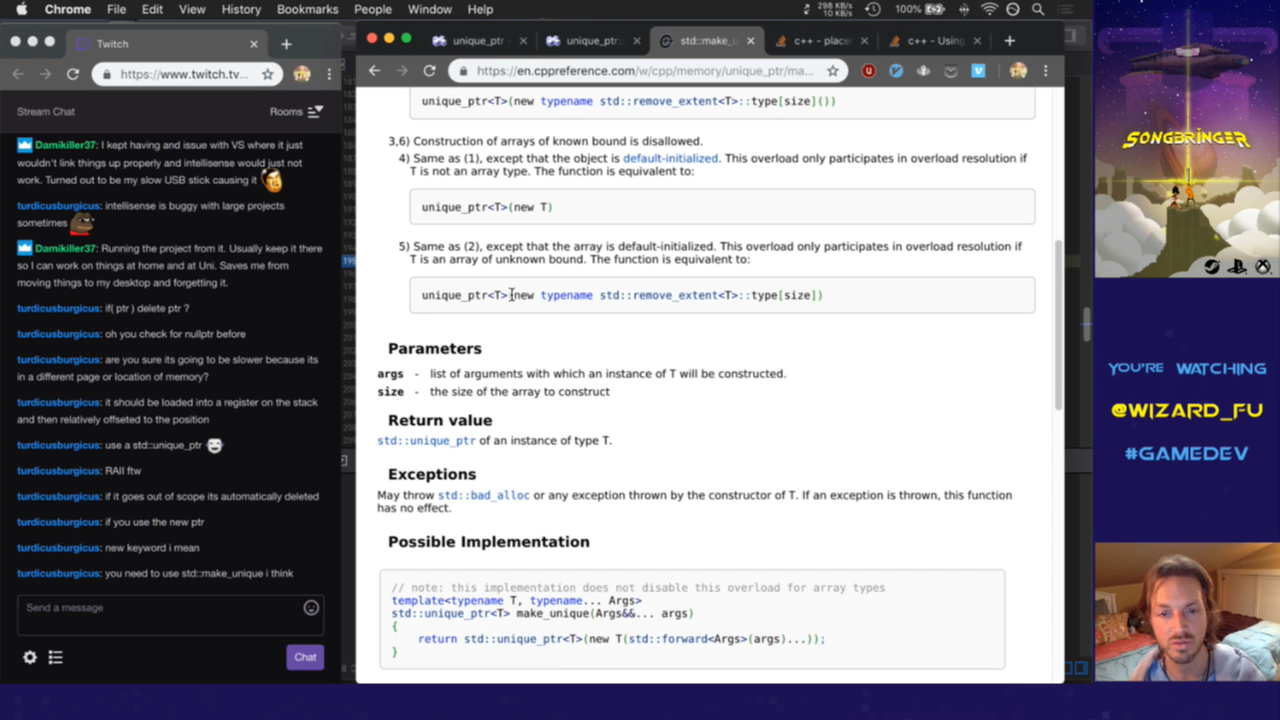 Chrome File Edit View History Bookmarks People Window Help
298 KB/s
10 KB/s
100%
Twitch
https://www.twitch.tv...
Stream Chat
Rooms
Damikiller37: I kept having and issue with VS where it just
wouldn't link things up properly and intellisense would just not
work. Turned out to be my slow USB stick causing it
turdicusburgicus: intellisense is buggy with large projects
sometimes
Damikiller37: Running the project from it. Usually keep it there
so I can work on things at home and at Uni. Saves me from
moving things to my desktop and forgetting it.
turdicusburgicus: if( ptr ) delete ptr ?
turdicusburgicus: oh you check for nullptr before
turdicusburgicus: are you sure its going to be slower because its
in a different page or location of memory?
turdicusburgicus: it should be loaded into a register on the stack
and then relatively offseted to the position
turdicusburgicus: use a std::unique_ptr
turdicusburgicus: RAII ftw
turdicusburgicus: if it goes out of scope its automatically deleted
turdicusburgicus: if you use the new ptr
turdicusburgicus: new keyword i mean
turdicusburgicus: you need to use std::make_unique i think
Send a message
Chat
unique_ptr
unique_ptr:
std::make_u
c++ - place
c++ - Using
https://en.cppreference.com/w/cpp/memory/unique_ptr/ma...
unique_ptr<T>(new typename std::remove_extent<T>::type[size]())
3,6) Construction of arrays of known bound is disallowed.
4) Same as (1), except that the object is default-initialized. This overload only participates in overload resolution if
T is not an array type. The function is equivalent to:
unique_ptr<T>(new T)
5) Same as (2), except that the array is default-initialized. This overload only participates in overload resolution if
T is an array of unknown bound. The function is equivalent to:
unique_ptr<T>(new typename std::remove_extent<T>::type[size])
Parameters
args - list of arguments with which an instance of T will be constructed.
size - the size of the array to construct
Return value
std::unique_ptr of an instance of type T.
Exceptions
May throw std::bad_alloc or any exception thrown by the constructor of T. If an exception is thrown, this function
has no effect.
Possible Implementation
// note: this implementation does not disable this overload for array types
template<typename T, typename... Args>
std::unique_ptr<T> make_unique(Args&&... args)
{
return std::unique_ptr<T>(new T(std::forward<Args>(args)...));
}
SONGBRINGER
YOU'RE WATCHING
@WIZARD_FU
#GAMEDEV